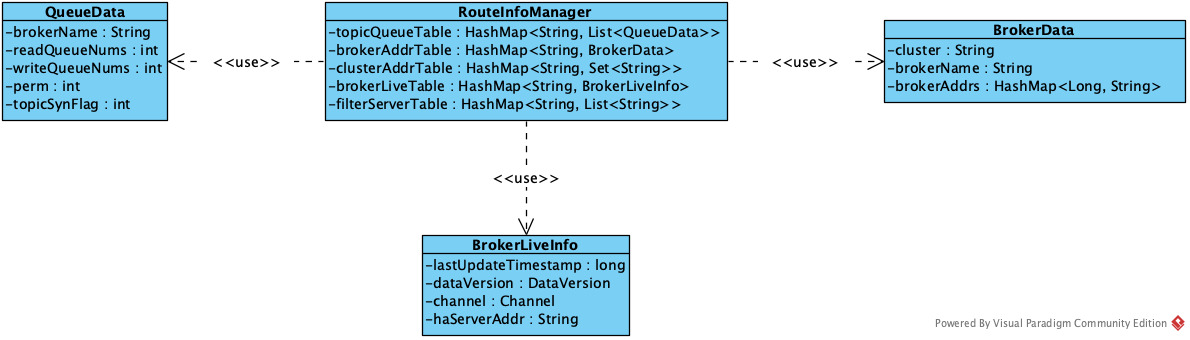 QueueData
-brokerName : String
-readQueueNums : int
-writeQueueNums : int
-perm : int
-topicSynFlag : int
<<use>>
RouteInfoManager
-topicQueueTable : HashMap<String, List<QueueData>>
-brokerAddrTable : HashMap<String, BrokerData>
-clusterAddrTable : HashMap<String, Set<String>>
-brokerLiveTable : HashMap<String, BrokerLiveInfo>
-filterServerTable : HashMap<String, List<String>>
<<use>>
BrokerData
-cluster : String
-brokerName : String
-brokerAddrs : HashMap<Long, String>
<<use>>
BrokerLiveInfo
-lastUpdateTimestamp : long
-dataVersion : DataVersion
-channel : Channel
-haServerAddr : String
Powered By Visual Paradigm Community Edition